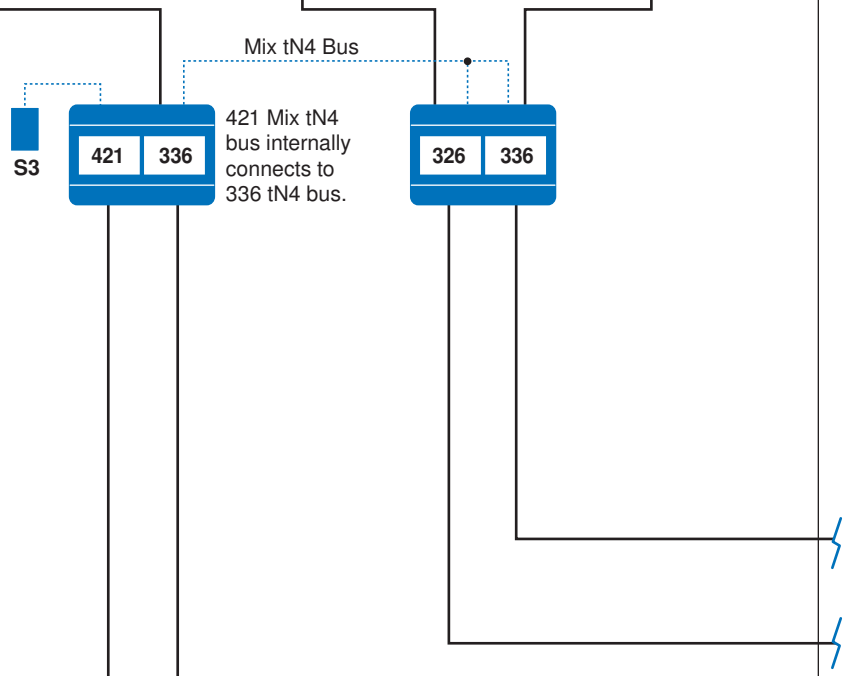 Mix tN4 Bus
S3
421 336
421 Mix tN4
bus internally
connects to
336 tN4 bus.
326 336